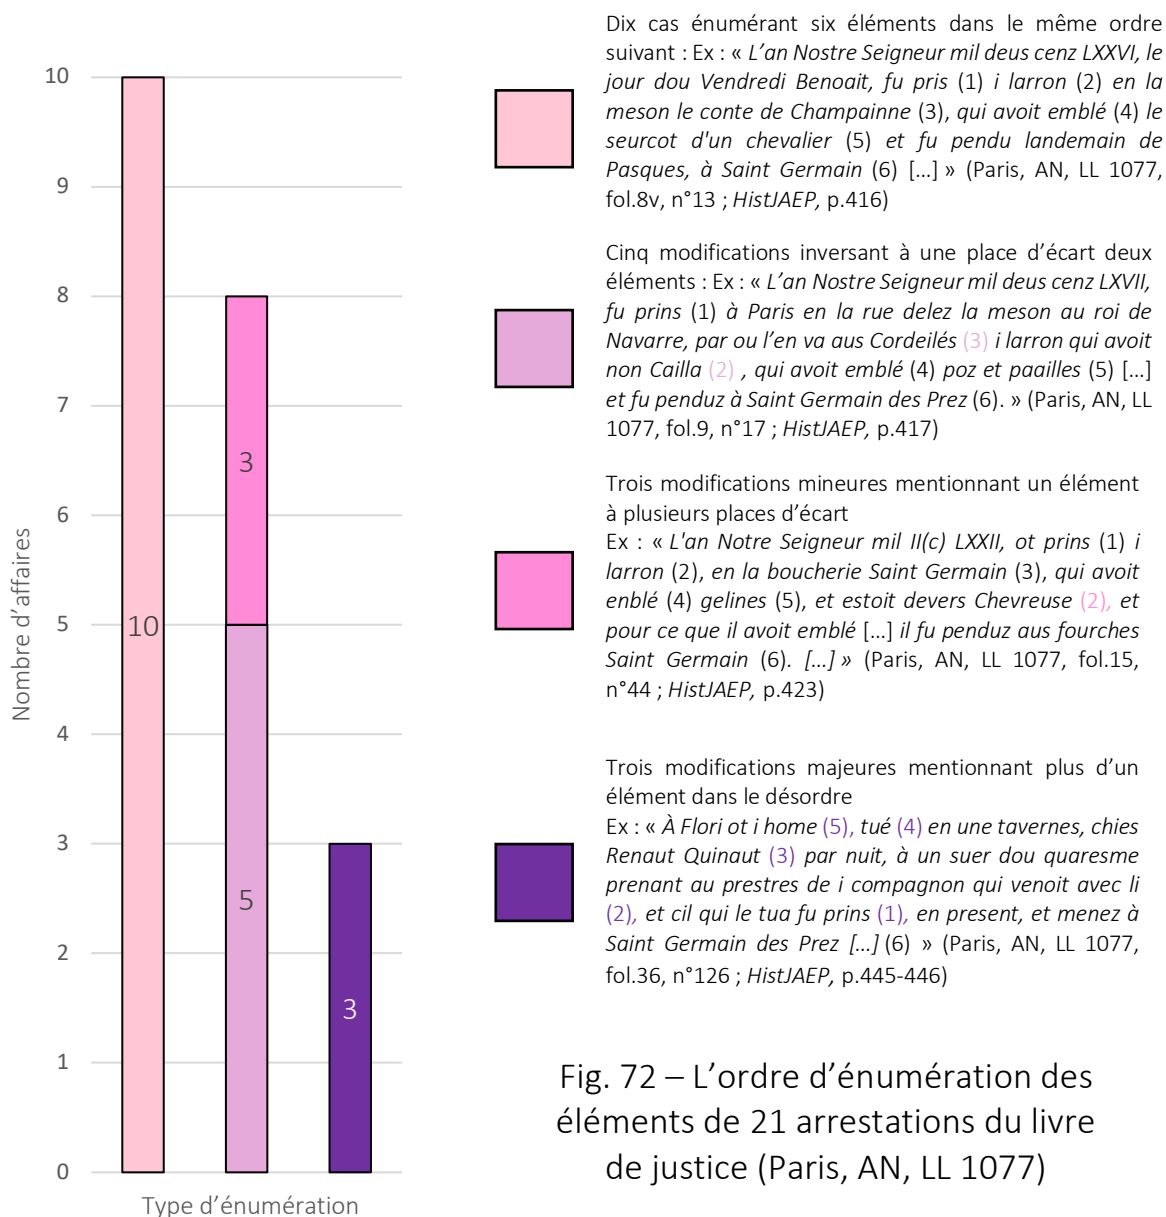 Nombre d'affaires
10
9
8
7
6
5
4
3
2
1
0
10
3
5
3
Type d'énumération
Dix cas énumérant six éléments dans le même ordre
suivant : Ex : « L'an Nostre Seigneur mil deus cenz LXXVI, le
jour dou Vendredi Benoait, fu pris (1) i larron (2) en la
meson le conte de Champainne (3), qui avoit emblé (4) le
seurcot d'un chevalier (5) et fu pendu landemain de
Pasques, à Saint Germain (6) […] » (Paris, AN, LL 1077,
fol.8v, n°13 ; HistJAEP, p.416)
Cinq modifications inversant à une place d'écart deux
éléments : Ex : « L'an Nostre Seigneur mil deus cenz LXVII,
fu prins (1) à Paris en la rue delez la meson au roi de
Navarre, par ou l'en va aus Cordeilés (3) i larron qui avoit
non Cailla (2) , qui avoit emblé (4) poz et paailles (5) […]
et fu penduz à Saint Germain des Prez (6). » (Paris, AN, LL
1077, fol.9, n°17 ; HistJAEP, p.417)
Trois modifications mineures mentionnant un élément
à plusieurs places d'écart
Ex : « L'an Notre Seigneur mil II(c) LXXII, ot prins (1) i
larron (2), en la boucherie Saint Germain (3), qui avoit
enblé (4) gelines (5), et estoit devers Chevreuse (2), et
pour ce que il avoit emblé […] il fu penduz aus fourches
Saint Germain (6). […] » (Paris, AN, LL 1077, fol.15,
n°44 ; HistJAEP, p.423)
Trois modifications majeures mentionnant plus d'un
élément dans le désordre
Ex : « À Flori ot i home (5), tué (4) en une tavernes, chies
Renaut Quinaut (3) par nuit, à un suer dou quaresme
prenant au prestres de i compagnon qui venoit avec li
(2), et cil qui le tua fu prins (1), en present, et menez à
Saint Germain des Prez […] (6) » (Paris, AN, LL 1077,
fol.36, n°126 ; HistJAEP, p.445-446)
Fig. 72 – L'ordre d'énumération des
éléments de 21 arrestations du livre
de justice (Paris, AN, LL 1077)